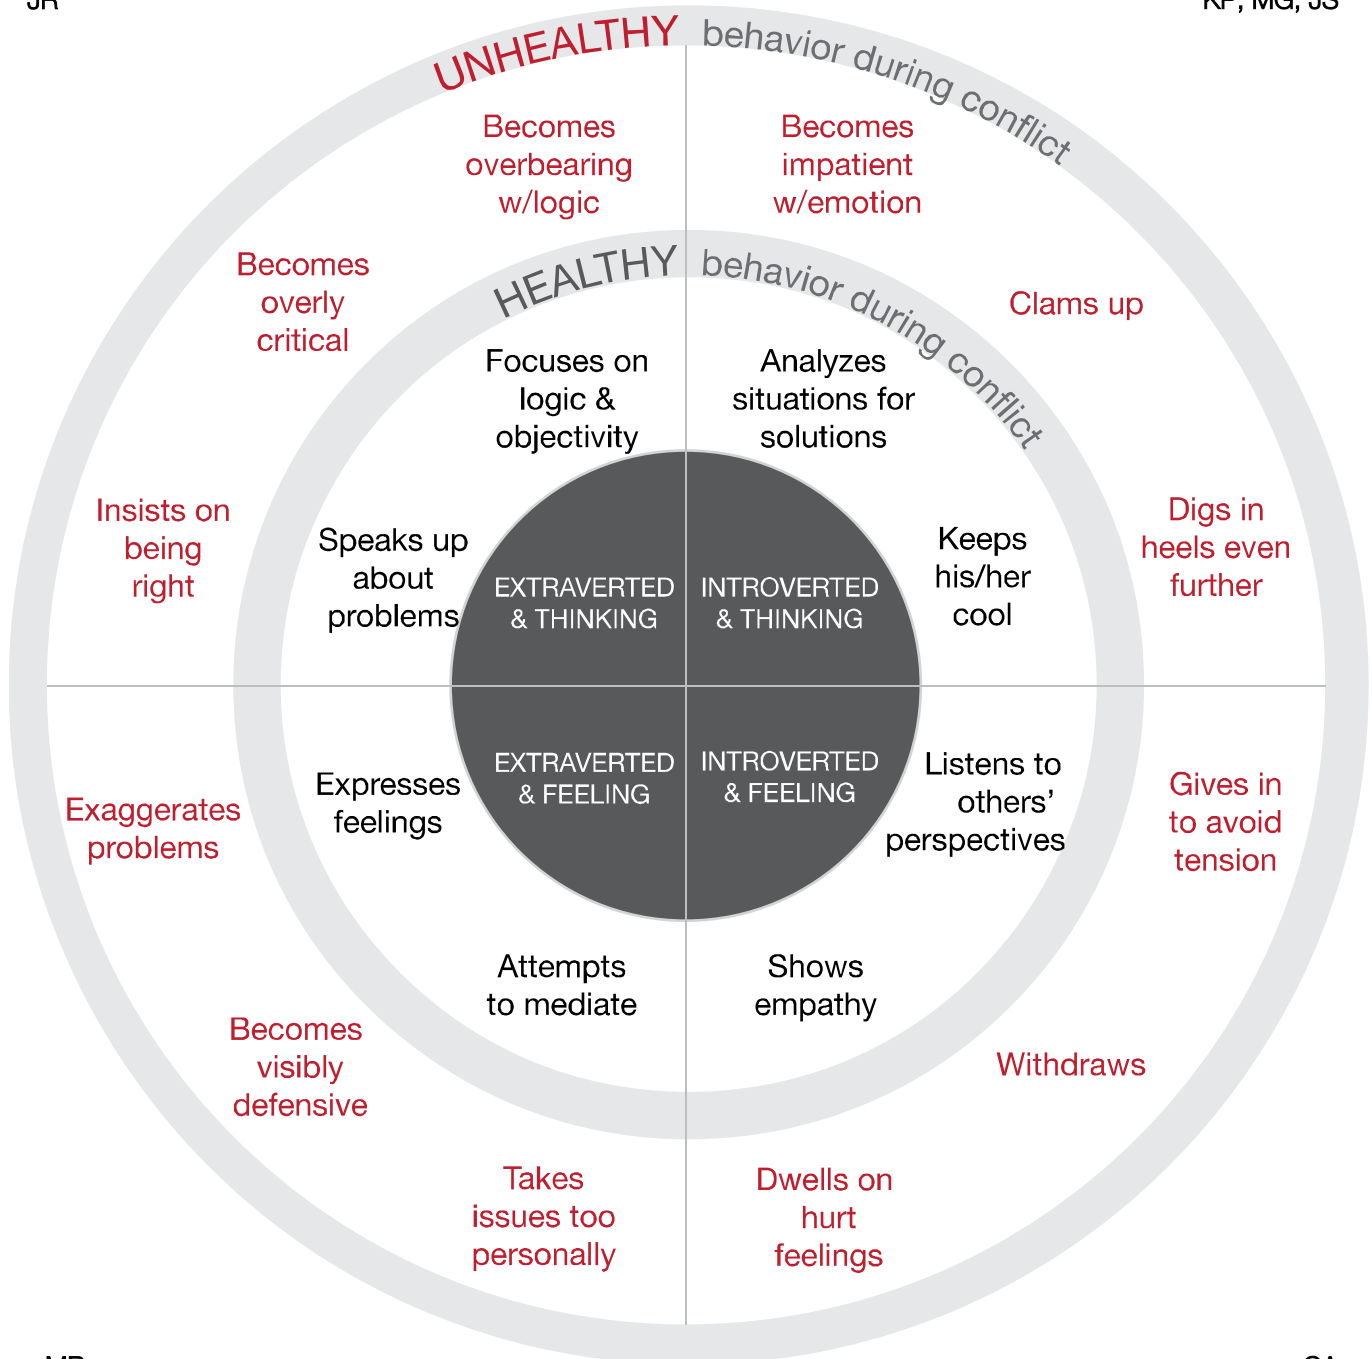 JR
KP, MG, JS
UNHEALTHY behavior during conflict
Becomes
overbearing
w/logic
Becomes
impatient
w/emotion
Becomes
overly
critical
Clams up
HEALTHY behavior during conflict
Focuses on
logic &
objectivity
Analyzes
situations for
solutions
Insists on
being
right
Speaks up
about
problems
EXTRAVERTED
& THINKING
INTROVERTED
& THINKING
Keeps
his/her
cool
Digs in
heels even
further
Exaggerates
problems
Expresses
feelings
EXTRAVERTED
& FEELING
INTROVERTED
& FEELING
Listens to
others’
perspectives
Gives in
to avoid
tension
Attempts
to mediate
Shows
empathy
Becomes
visibly
defensive
Withdraws
Takes
issues too
personally
Dwells on
hurt
feelings